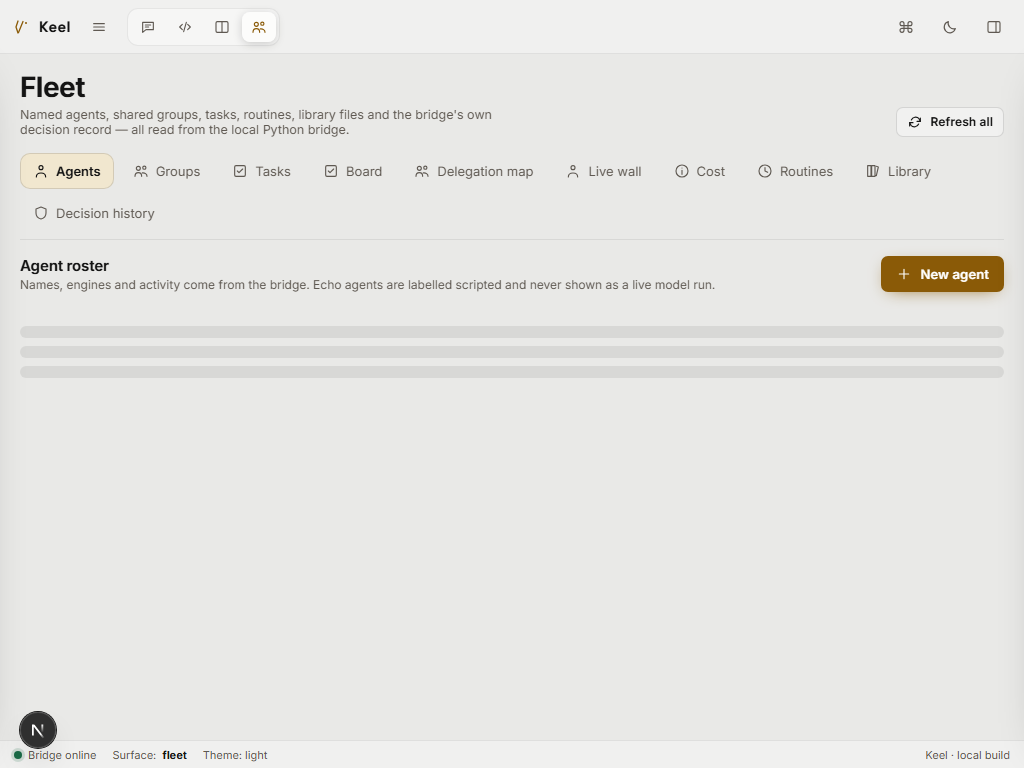 Keel
Fleet
Named agents, shared groups, tasks, routines, library files and the bridge's own
decision record — all read from the local Python bridge.
Refresh all
Agents
Groups
Tasks
Board
Delegation map
Live wall
Cost
Routines
Library
Decision history
Agent roster
Names, engines and activity come from the bridge. Echo agents are labelled scripted and never shown as a live model run.
New agent
N
Bridge online
Surface: fleet
Theme: light
Keel · local build